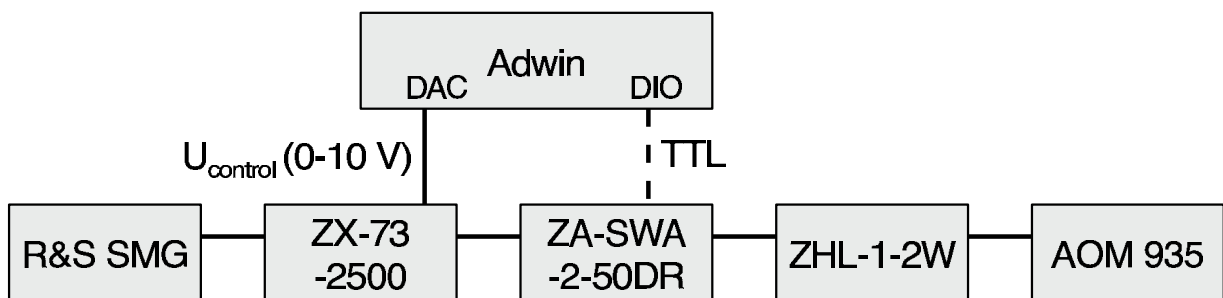 Adwin
DAC DIO
U_control (0-10 V) TTL
R&S SMG
ZX-73
-2500
ZA-SWA
-2-50DR
ZHL-1-2W
AOM 935